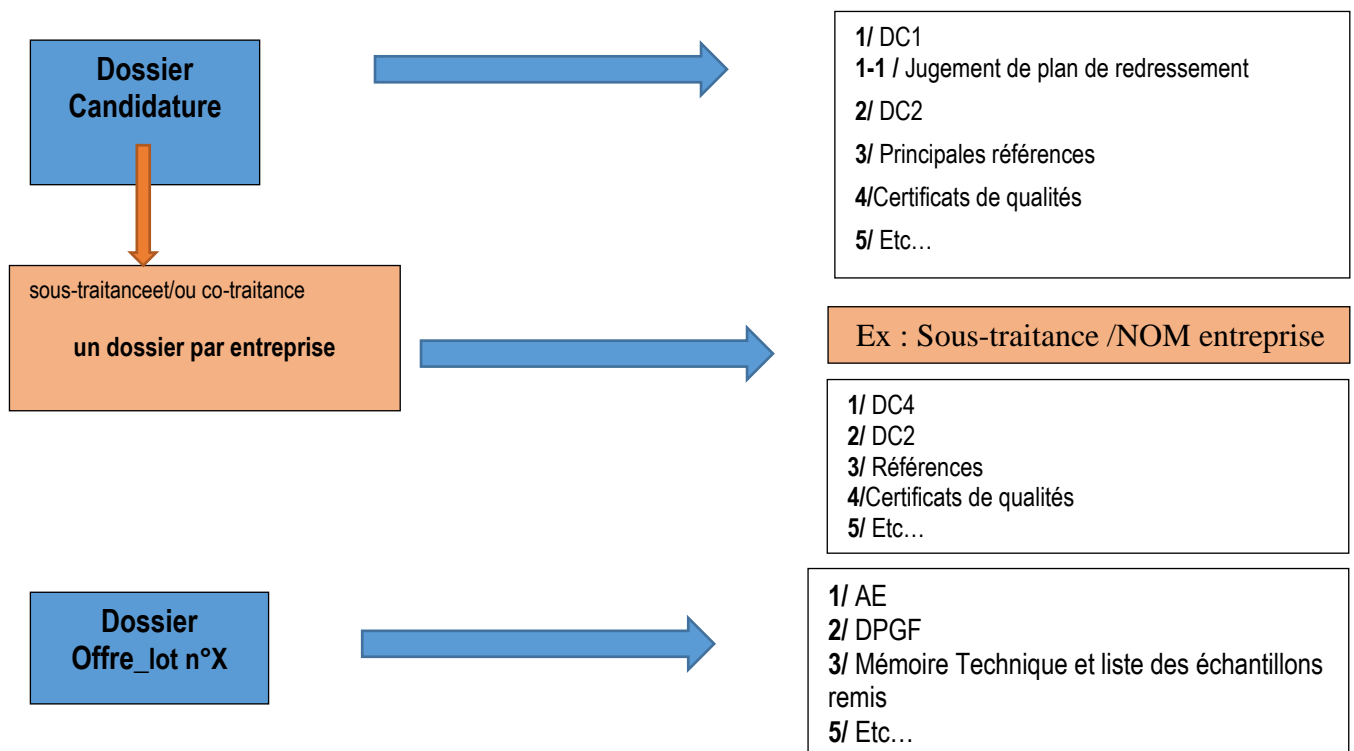 Dossier
Candidature
1/ DC1
1-1 / Jugement de plan de redressement
2/ DC2
3/ Principales références
4/Certificats de qualités
5/ Etc…
sous-traitanceet/ou co-traitance
un dossier par entreprise
Ex : Sous-traitance /NOM entreprise
1/ DC4
2/ DC2
3/ Références
4/Certificats de qualités
5/ Etc…
Dossier
Offre_lot n°X
1/ AE
2/ DPGF
3/ Mémoire Technique et liste des échantillons
remis
5/ Etc…